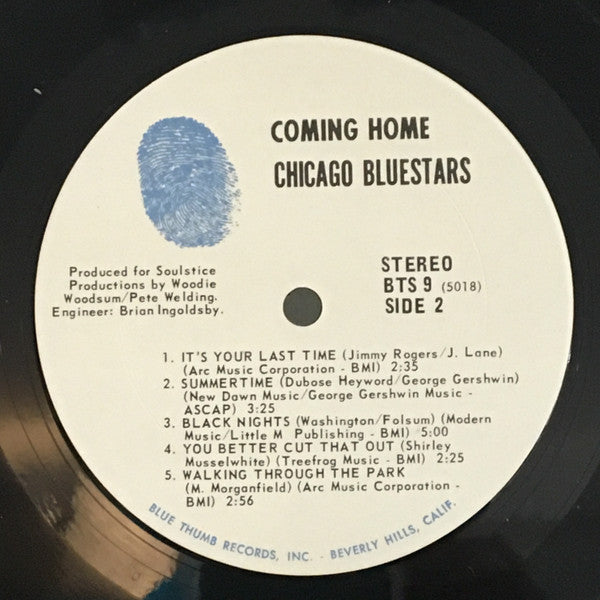 COMING HOME
CHICAGO BLUESTARS
Produced for Soulstice
Productions by Woodie
Woodsum/Pete Welding.
Engineer: Brian Ingoldsby.
STEREO
BTS 9 (5018)
SIDE 2
1. IT'S YOUR LAST TIME (Jimmy Rogers/J. Lane)
(Arc Music Corporation - BMI) 2:35
2. SUMMERTIME (Dubose Heyword/George Gershwin)
(New Dawn Music/George Gershwin Music -
ASCAP) 3:25
3. BLACK NIGHTS (Washington/Folsum) (Modern
Music/Little M Publishing - BMI) 5:00
4. YOU BETTER CUT THAT OUT (Shirley
Musselwhite) (Treefrog Music - BMI) 2:25
5. WALKING THROUGH THE PARK
(M. Morganfield) (Arc Music Corporation -
BMI) 2:56
BLUE THUMB RECORDS, INC. - BEVERLY HILLS, CALIF.